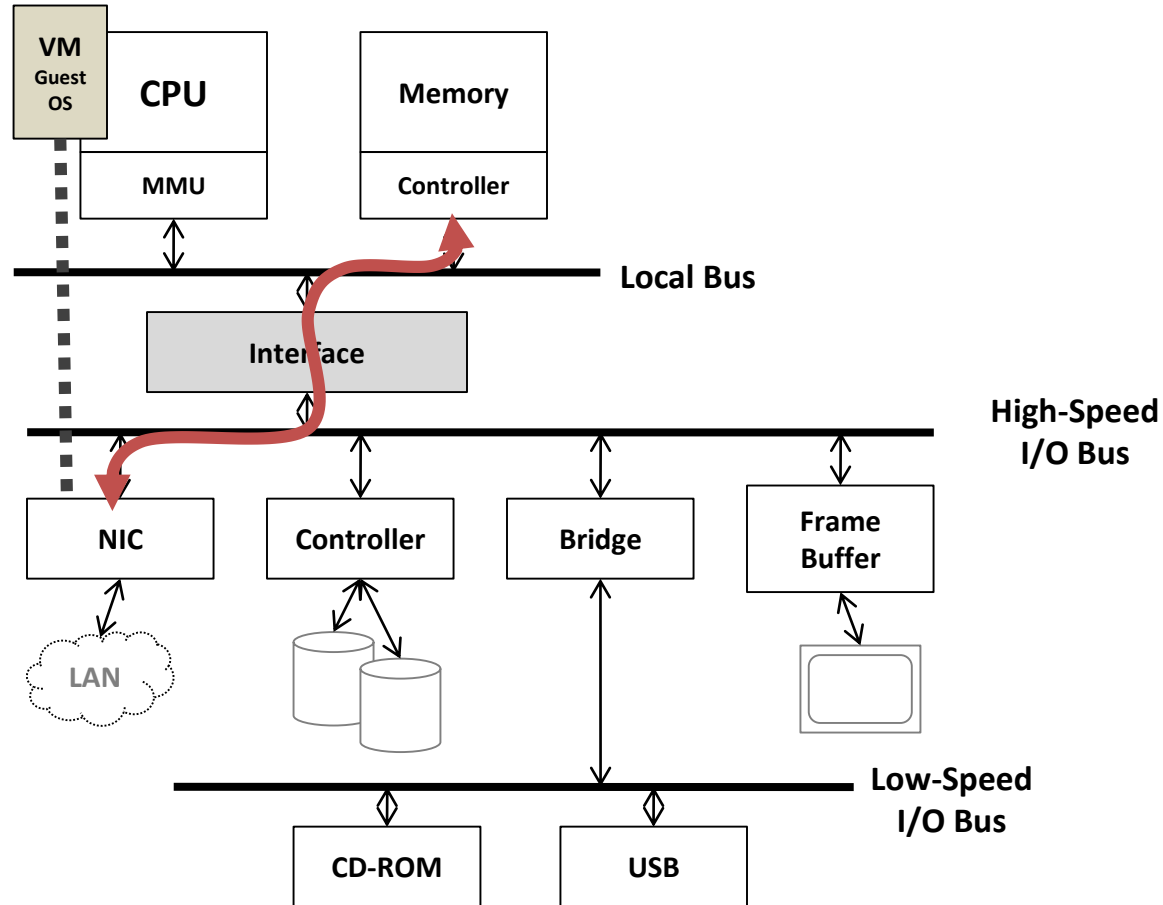 VM
Guest
OS
CPU
MMU
Memory
Controller
Local Bus
Interface
High-Speed
I/O Bus
NIC
Controller
Bridge
Frame
Buffer
LAN
Low-Speed
I/O Bus
CD-ROM
USB